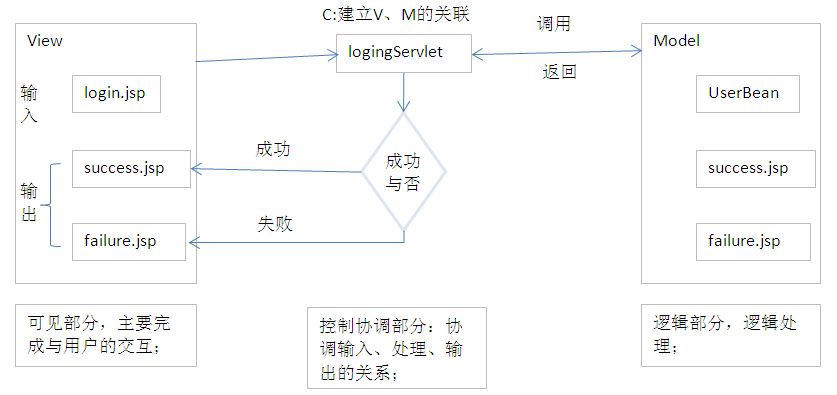 C:建立V、M的关联
View
logingServlet
调用
返回
Model
输入
login.jsp
UserBean
输出
success.jsp
成功
成功与否
success.jsp
failure.jsp
失败
failure.jsp
可见部分，主要完
成与用户的交互；
控制协调部分：协
调输入、处理、输
出的关系；
逻辑部分，逻辑处
理；